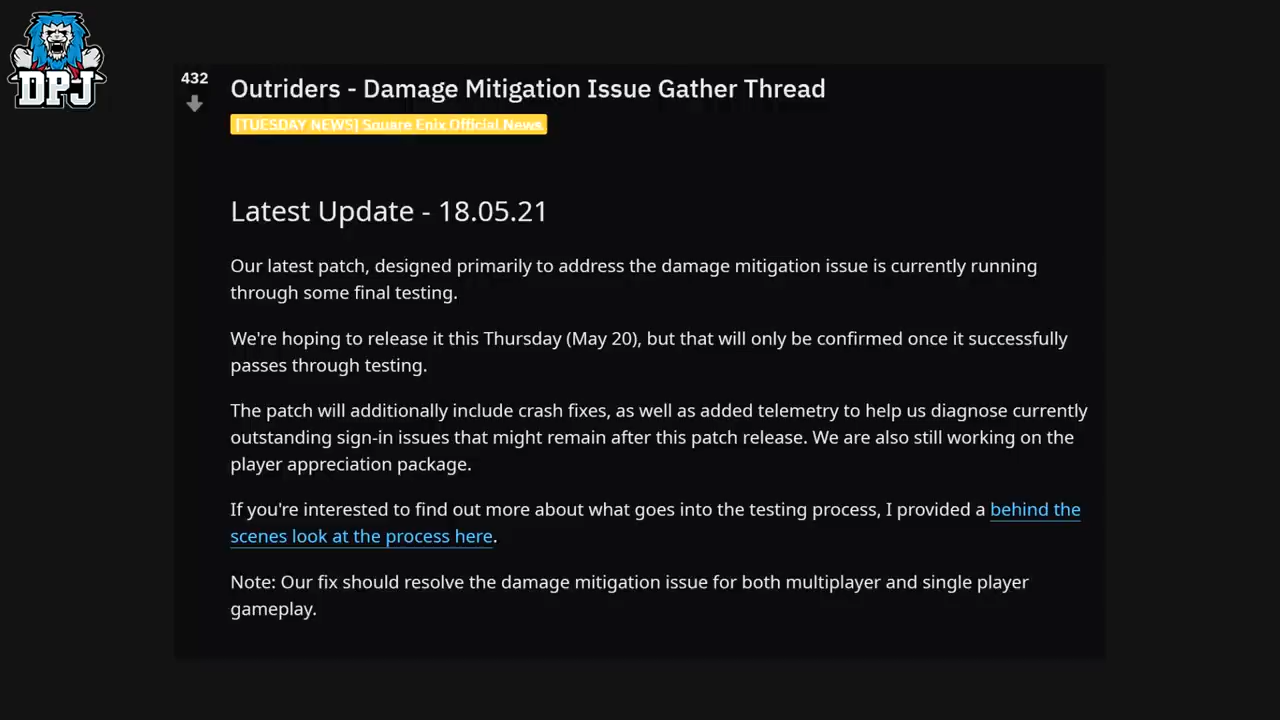 DPJ
432
Outriders - Damage Mitigation Issue Gather Thread
[TUESDAY NEWS] Square Enix Official News
Latest Update - 18.05.21
Our latest patch, designed primarily to address the damage mitigation issue is currently running
through some final testing.
We're hoping to release it this Thursday (May 20), but that will only be confirmed once it successfully
passes through testing.
The patch will additionally include crash fixes, as well as added telemetry to help us diagnose currently
outstanding sign-in issues that might remain after this patch release. We are also still working on the
player appreciation package.
If you're interested to find out more about what goes into the testing process, I provided a behind the
scenes look at the process here.
Note: Our fix should resolve the damage mitigation issue for both multiplayer and single player
gameplay.